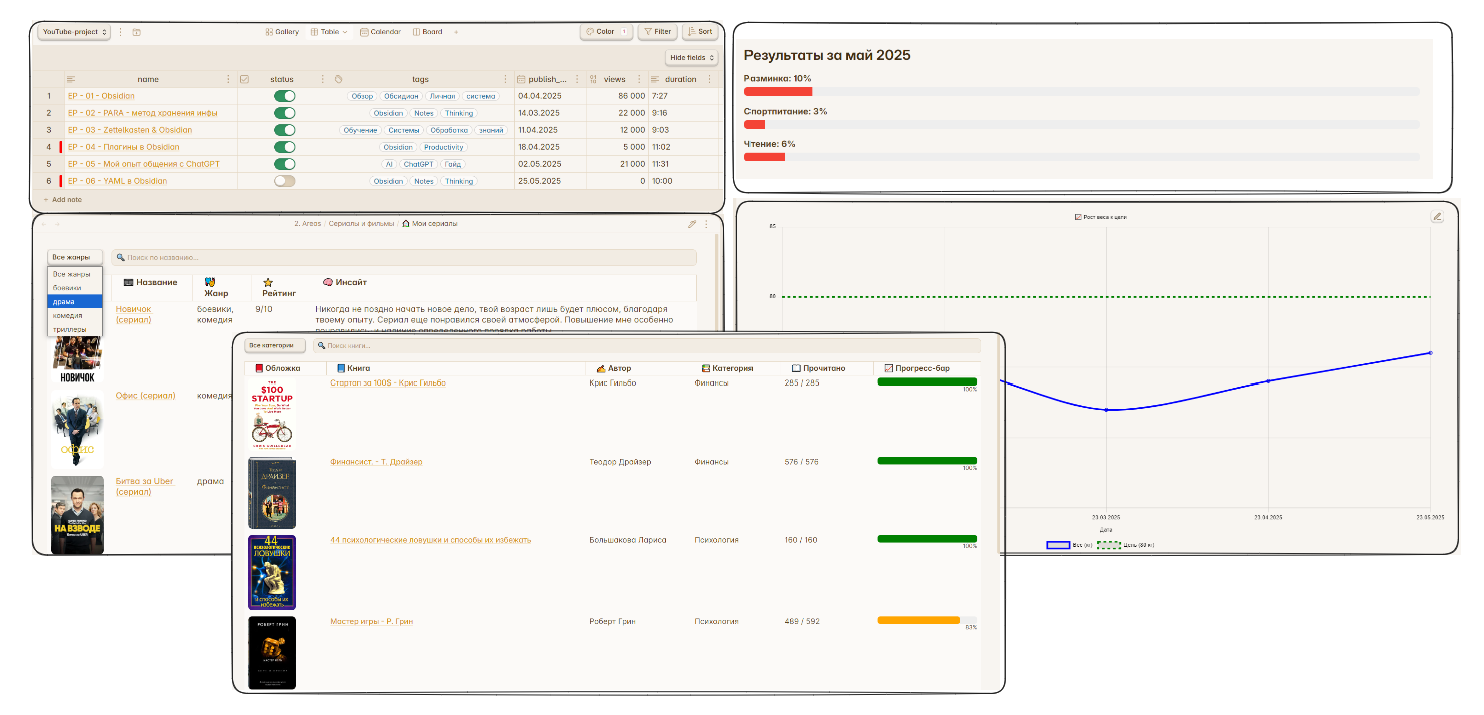 YouTube-project
Gallery Table Calendar Board +
Color 1 Filter Sort
Hide fields
name status tags publish_... views duration
1 EP - 01 - Obsidian Обзор Обсидиан Личная система 04.04.2025 86 000 7:27
2 EP - 02 - PARA - метод хранения инфы Obsidian Notes Thinking 14.03.2025 22 000 9:16
3 EP - 03 - Zettelkasten & Obsidian Обучение Системы Обработка знаний 11.04.2025 12 000 9:03
4 EP - 04 - Плагины в Obsidian Obsidian Productivity 18.04.2025 5 000 11:02
5 EP - 05 - Мой опыт общения с ChatGPT AI ChatGPT Гайд 02.05.2025 21 000 11:31
6 EP - 06 - YAML в Obsidian Obsidian Notes Thinking 25.05.2025 0 10:00
+ Add note
Результаты за май 2025
Разминка: 10%
Спортпитание: 3%
Чтение: 6%
2. Areas / Сериалы и фильмы / Мои сериалы
Все жанры
Поиск по названию...
Все жанры
боевики
драма
комедия
триллеры
Название Жанр Рейтинг Инсайт
Новичок (сериал)
боевики, комедия
9/10
Никогда не поздно начать новое дело, твой возраст лишь будет плюсом, благодаря
твоему опыту. Сериал еще понравился своей атмосферой. Повышение мне особенно
НОВИЧОК
Офис (сериал)
комедия
Битва за Uber (сериал)
драма
НА ВЗВОДЕ
Рост веса к цели
85
80
23-03-2025
23-04-2025
23-05-2025
Дата
Вес (кг) Цель (80 кг)
Все категории
Поиск книги...
Обложка Книга Автор Категория Прочитано Прогресс-бар
THE
$100
STARTUP
Стартап за 100$ - Крис Гильбо Крис Гильбо Финансы 285 / 285
100%
ДРАЙЗЕР
Финансист. - Т. Драйзер Теодор Драйзер Финансы 576 / 576
100%
44
ПСИХОЛОГИЧЕСКИЕ
ЛОВУШКИ
И СПОСОБЫ ИХ
ИЗБЕЖАТЬ
44 психологические ловушки и способы их избежать Большакова Лариса Психология 160 / 160
100%
РОБЕРТ ГРИН
МАСТЕР ИГРЫ
Мастер игры - Р. Грин Роберт Грин Психология 489 / 592
83%